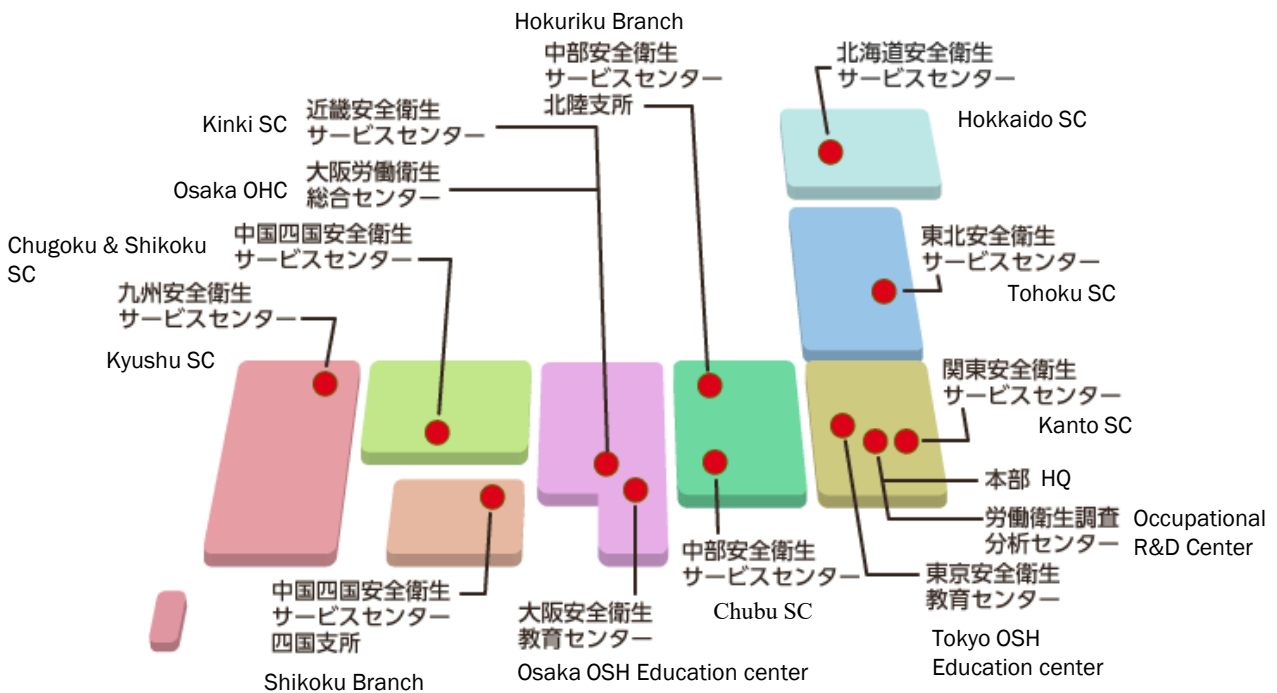 Hokuriku Branch
中部安全衛生
サービスセンター
北陸支所
北海道安全衛生
サービスセンター
Hokkaido SC
近畿安全衛生
サービスセンター
Kinki SC
大阪労働衛生
総合センター
Osaka OHC
中国四国安全衛生
サービスセンター
Chugoku & Shikoku
SC
東北安全衛生
サービスセンター
Tohoku SC
九州安全衛生
サービスセンター
Kyushu SC
関東安全衛生
サービスセンター
Kanto SC
本部 HQ
労働衛生調査
分析センター
Occupational
R&D Center
中部安全衛生
サービスセンター
Chubu SC
東京安全衛生
教育センター
Tokyo OSH
Education center
中国四国安全衛生
サービスセンター
四国支所
Shikoku Branch
大阪安全衛生
教育センター
Osaka OSH Education center